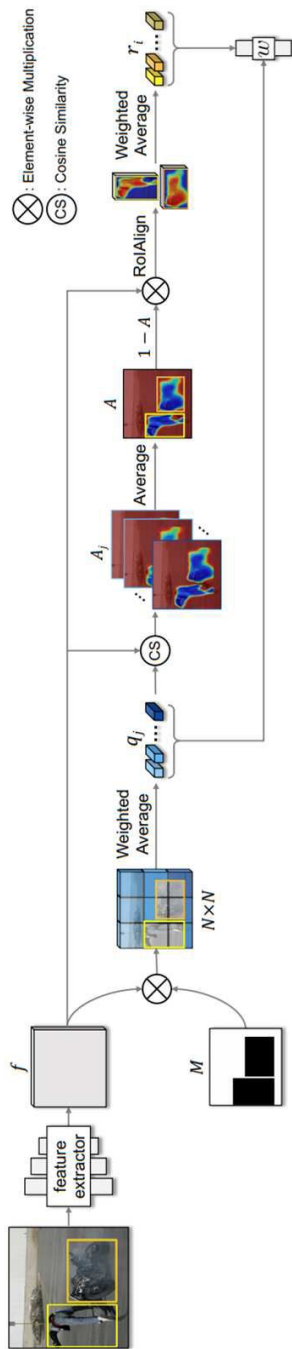 feature
extractor
f
M
N×N
Weighted
Average
q_j
CS
A_j
Average
A
1 − A
RoIAlign
Weighted
Average
r_i
w
: Element-wise Multiplication
CS : Cosine Similarity